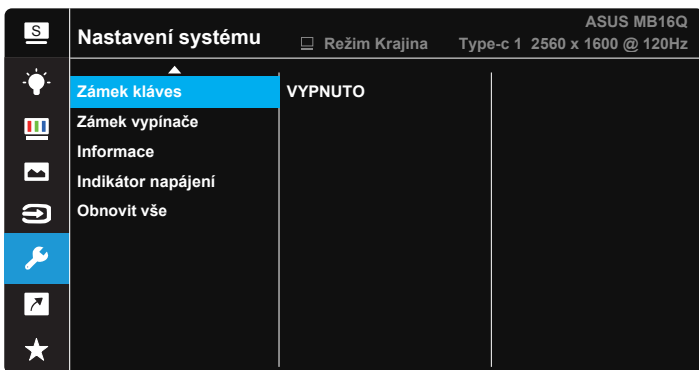 S
Nastavení systému
ASUS MB16Q
Režim Krajina Type-c 1 2560 x 1600 @ 120Hz
Zámek kláves VYPNUTO
Zámek vypínače
Informace
Indikátor napájení
Obnovit vše